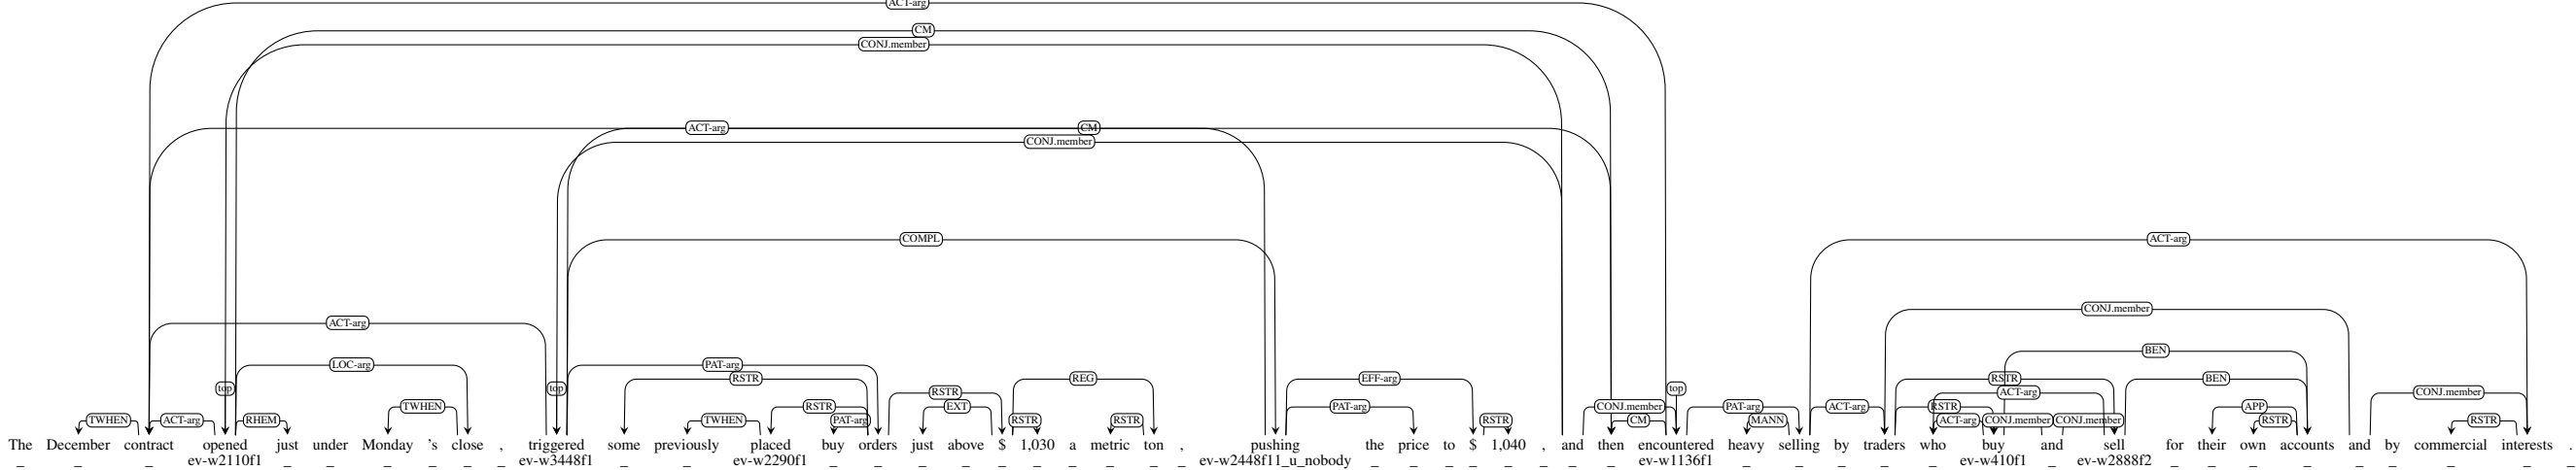 ACT-arg
CM
CONJ.member
ACT-arg CM
CONJ.member
COMPL ACT-arg
CONJ.member
ACT-arg
BEN
LOC-arg PAT-arg
RSTR REG EFF-arg RSTR BEN
top top top
RSTR ACT-arg CONJ.member
TWHEN RSTR EXT PAT-arg CONJ.member PAT-arg ACT-arg RSTR APP
TWHEN ACT-arg RHEM TWHEN PAT-arg RSTR RSTR RSTR CM MANN ACT-arg CONJ.member CONJ.member RSTR RSTR
The December contract opened just under Monday 's close , triggered some previously placed buy orders just above $ 1,030 a metric ton , pushing the price to $ 1,040 , and then encountered heavy selling by traders who buy and sell for their own accounts and by commercial interests .
_ _ _ ev-w2110f1 _ _ _ _ _ _ ev-w3448f1 _ _ ev-w2290f1 _ _ _ _ _ _ _ _ _ _ ev-w2448f11_u_nobody _ _ _ _ _ _ _ _ ev-w1136f1 _ _ _ _ _ ev-w410f1 _ ev-w2888f2 _ _ _ _ _ _ _ _ _